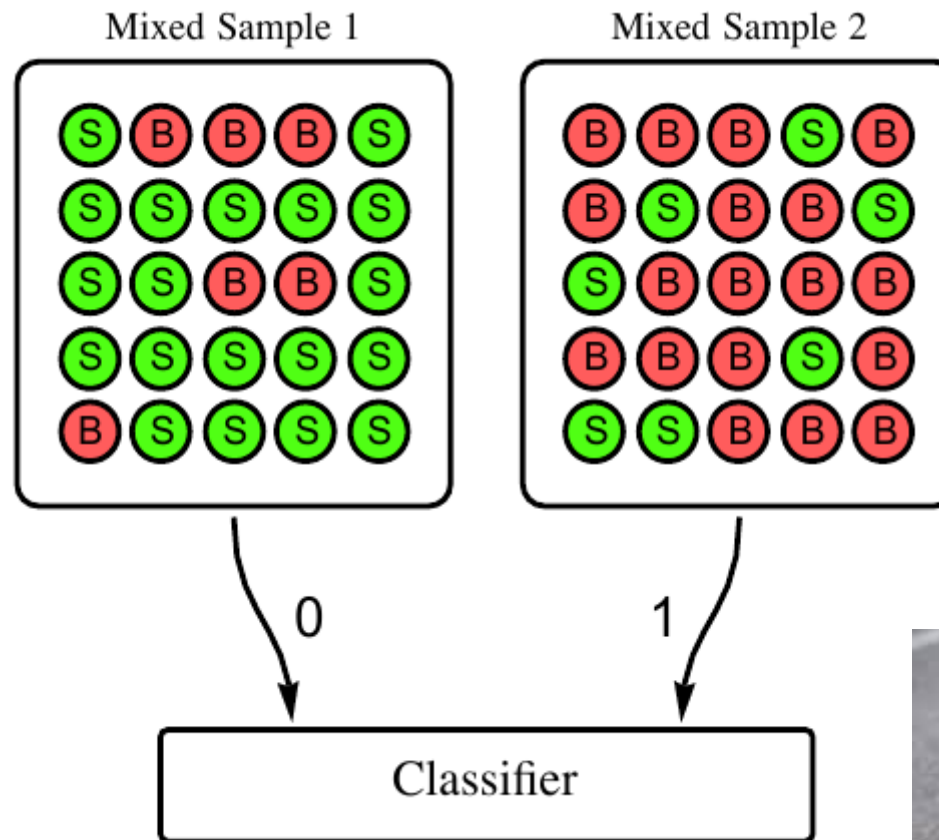 Mixed Sample 1
Mixed Sample 2
S B B B S
B B B S B
S S S S S
B S B B S
S S B B S
S B B B B
S S S S S
B B B S B
B S S S S
S S B B B
0
1
Classifier